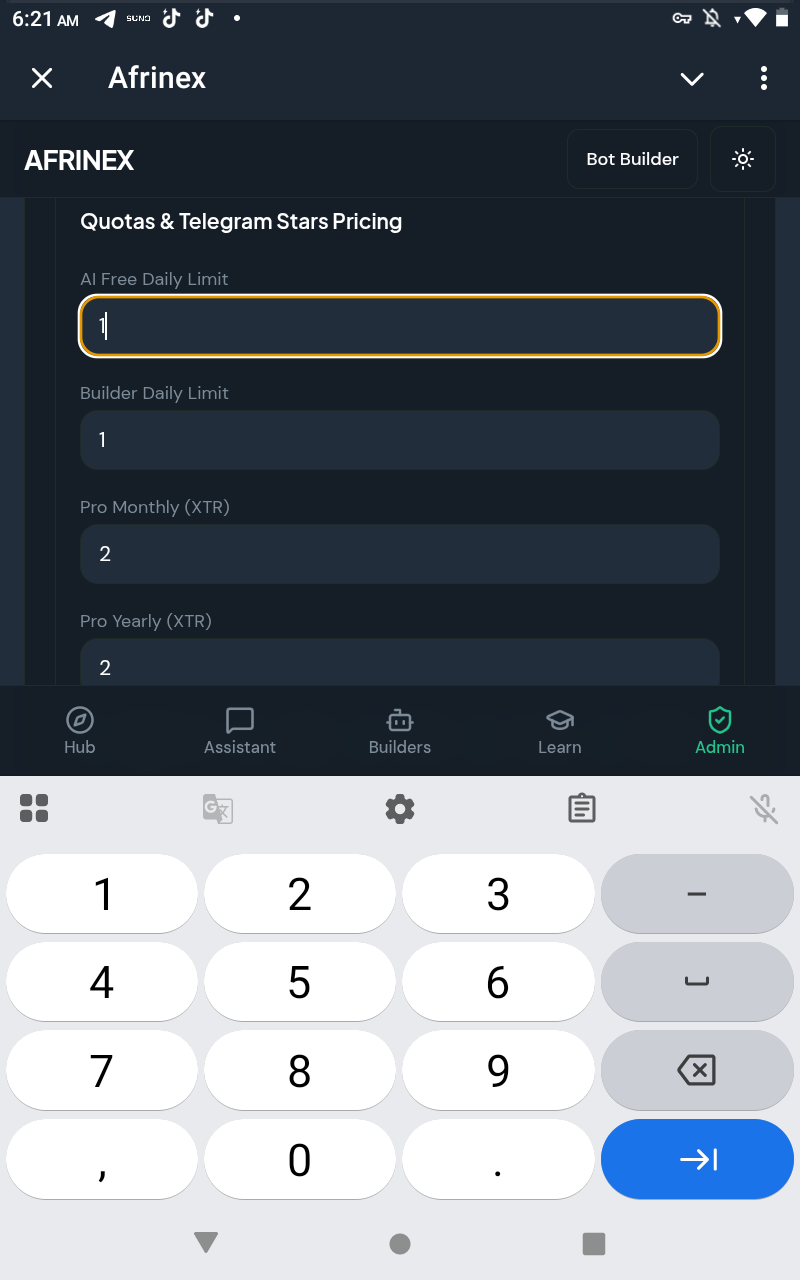 6:21 AM
SUNO
Afrinex
AFRINEX
Bot Builder
Quotas & Telegram Stars Pricing
AI Free Daily Limit
1
Builder Daily Limit
1
Pro Monthly (XTR)
2
Pro Yearly (XTR)
2
Hub
Assistant
Builders
Learn
Admin
1 2 3 –
4 5 6
7 8 9
, 0 .